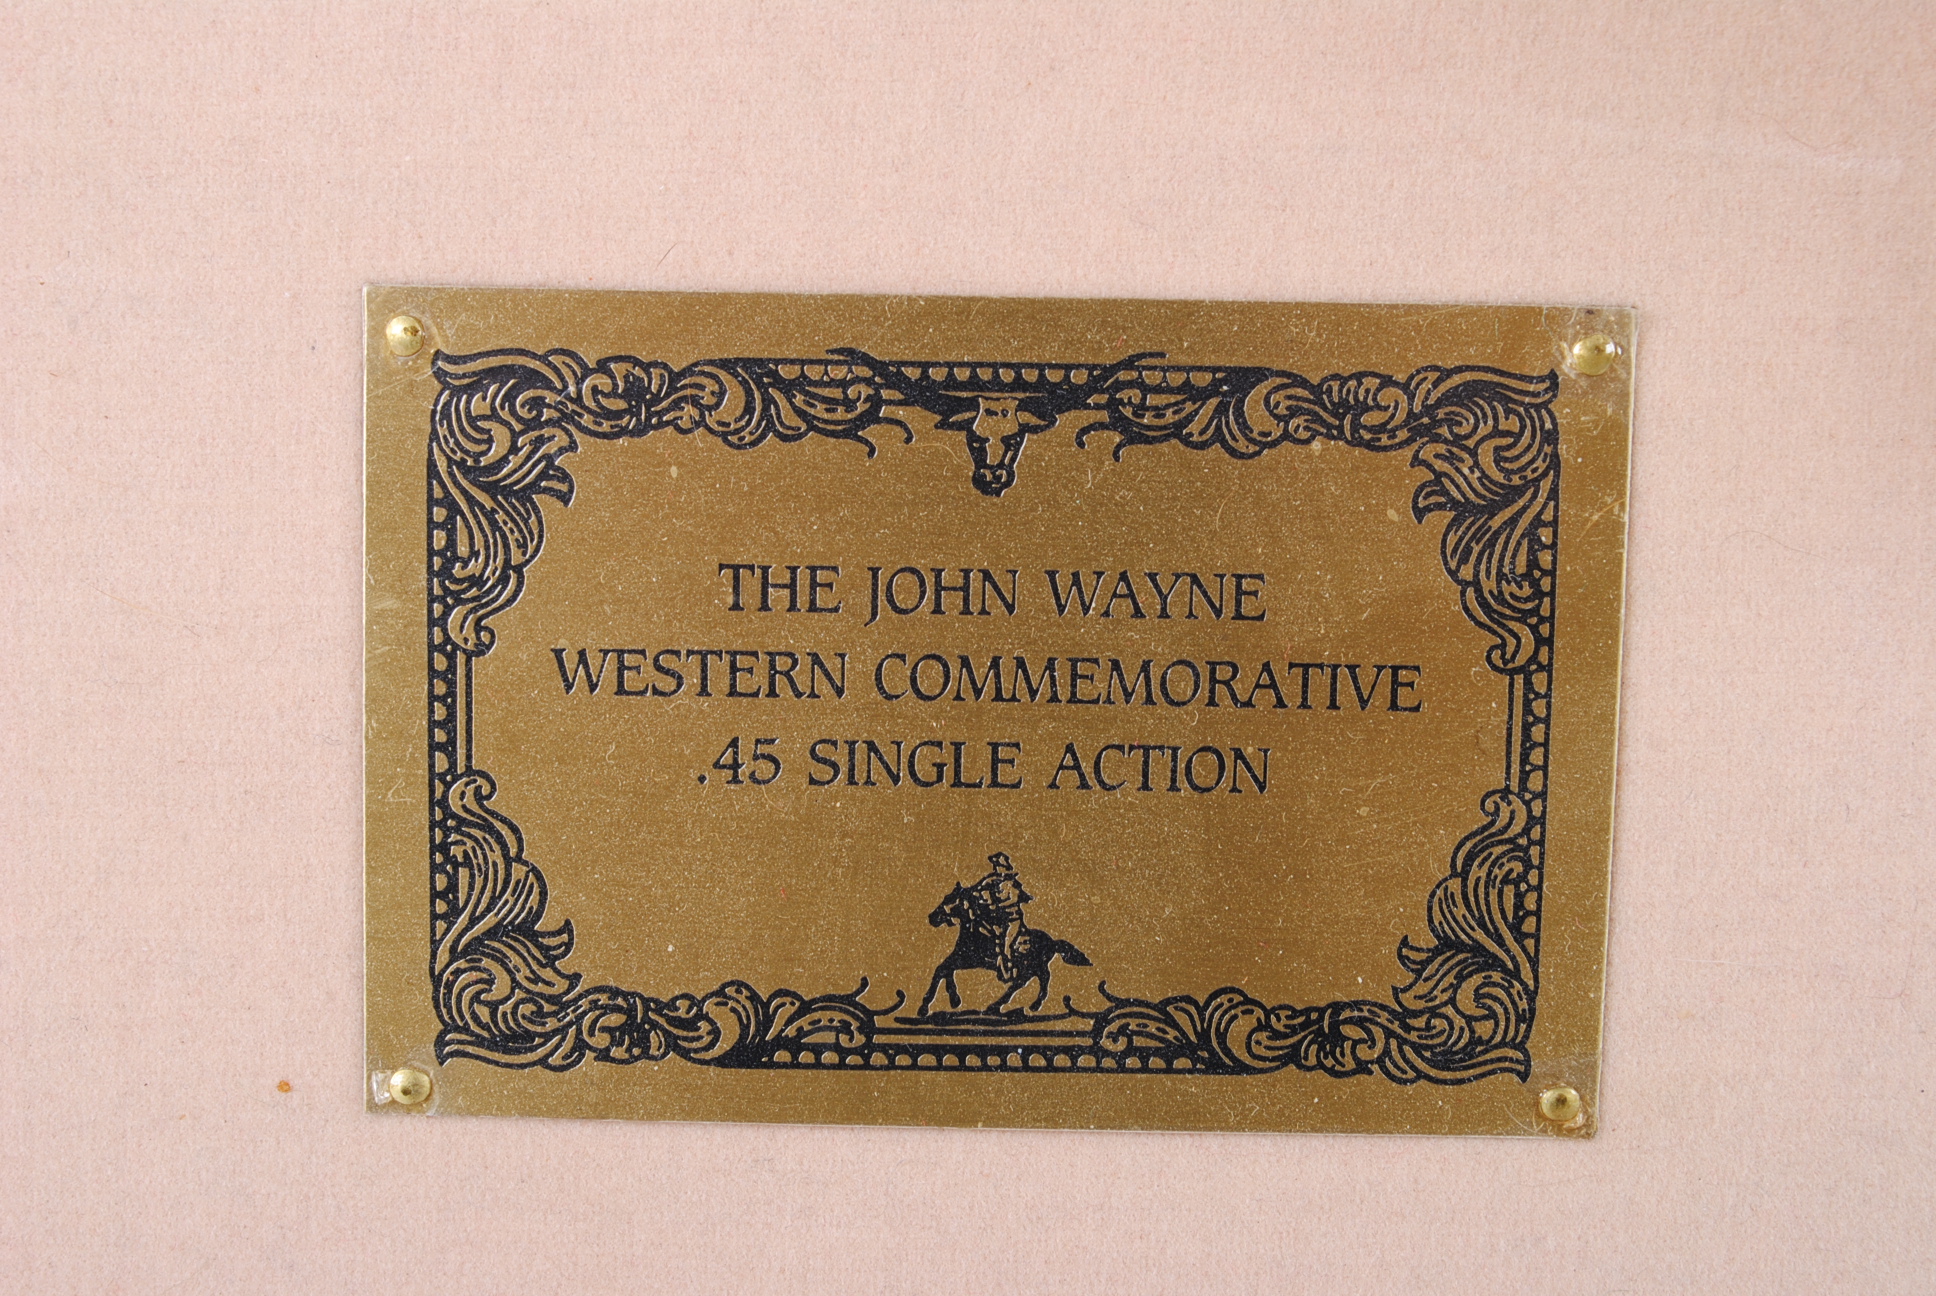 THE JOHN WAYNE
WESTERN COMMEMORATIVE
.45 SINGLE ACTION